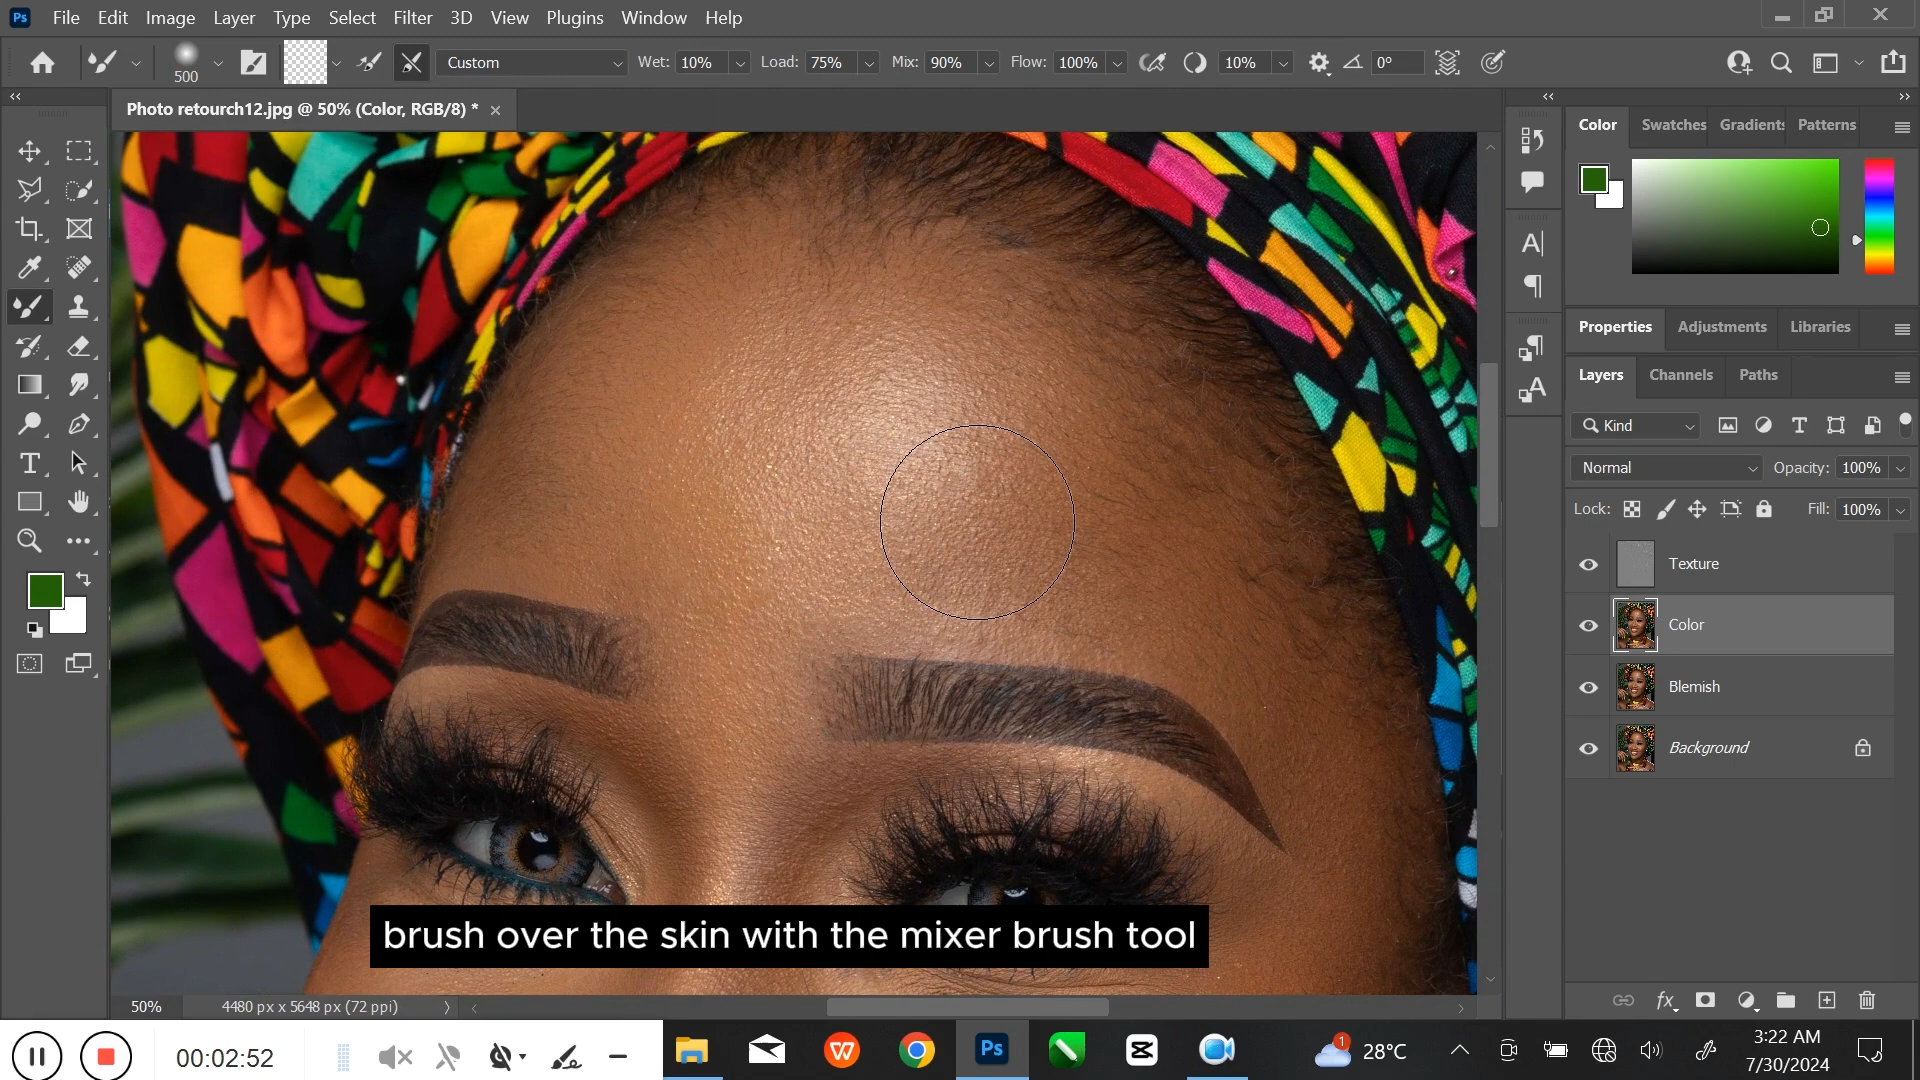 Ps File Edit Image Layer Type Select Filter 3D View Plugins Window Help
500 Custom Wet: 10% Load: 75% Mix: 90% Flow: 100% 10% 0°
Photo retourch12.jpg @ 50% (Color, RGB/8) *
Color Swatches Gradients Patterns
Properties Adjustments Libraries
Layers Channels Paths
Kind
Normal Opacity: 100%
Lock: Fill: 100%
Texture
Color
Blemish
Background
brush over the skin with the mixer brush tool
50% 4480 px x 5648 px (72 ppi)
00:02:52
Ps
1
28°C
3:22 AM
7/30/2024